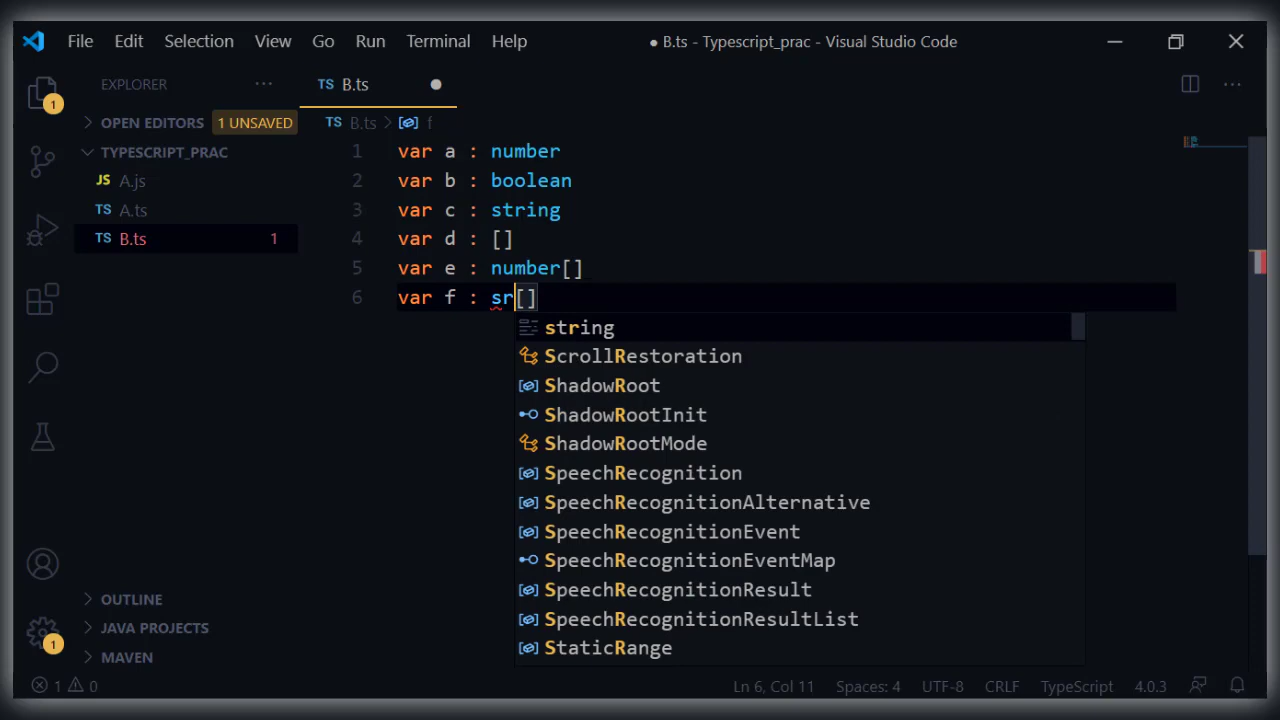 File Edit Selection View Go Run Terminal Help ● B.ts - Typescript_prac - Visual Studio Code
EXPLORER ···
TS B.ts ●
OPEN EDITORS 1 UNSAVED
TS B.ts > f
TYPESCRIPT_PRAC
JS A.js
TS A.ts
TS B.ts 1
1
1 var a : number
2 var b : boolean
3 var c : string
4 var d : []
5 var e : number[]
6 var f : sr[]
string
ScrollRestoration
ShadowRoot
ShadowRootInit
ShadowRootMode
SpeechRecognition
SpeechRecognitionAlternative
SpeechRecognitionEvent
SpeechRecognitionEventMap
SpeechRecognitionResult
SpeechRecognitionResultList
StaticRange
OUTLINE
JAVA PROJECTS
MAVEN
1
1 0 Ln 6, Col 11 Spaces: 4 UTF-8 CRLF TypeScript 4.0.3